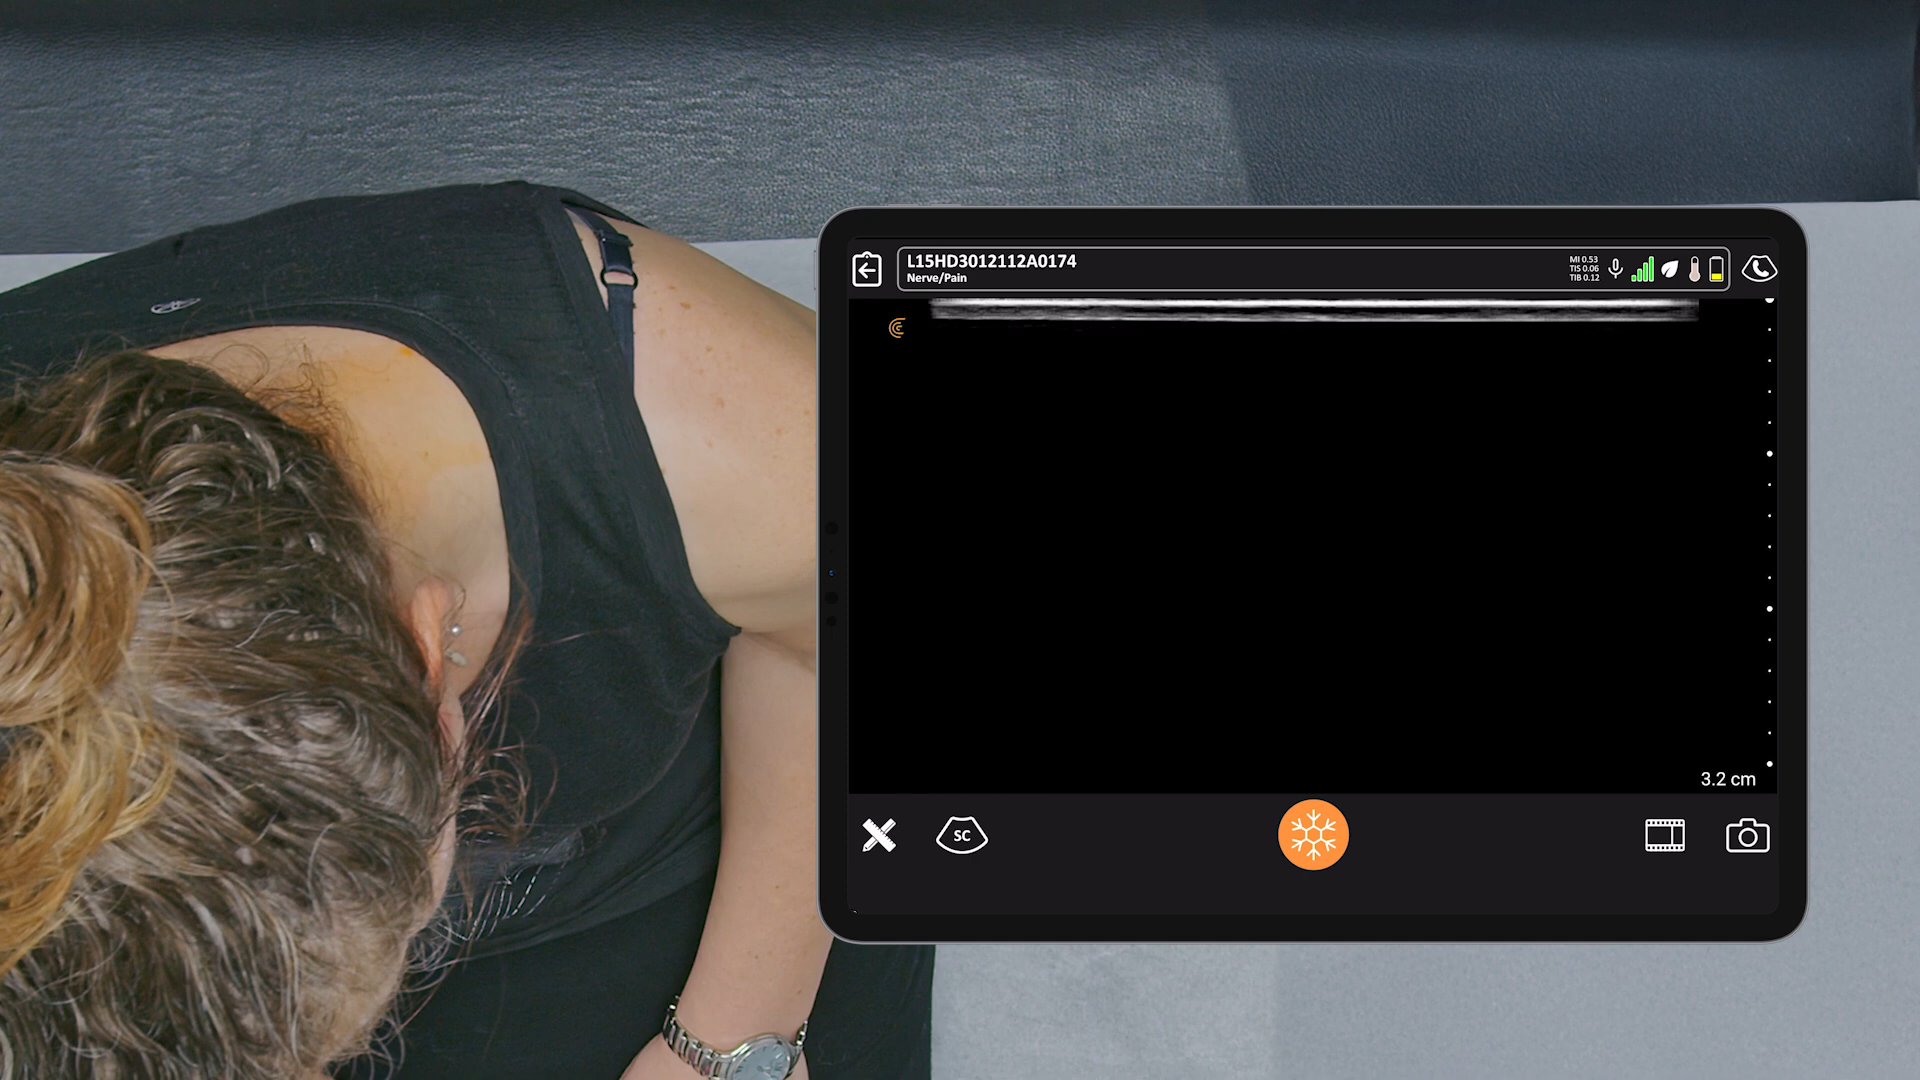 L15HD3012112A0174
Nerve/Pain
MI 0.53
TIS 0.06
TIB 0.12
3.2 cm
SC